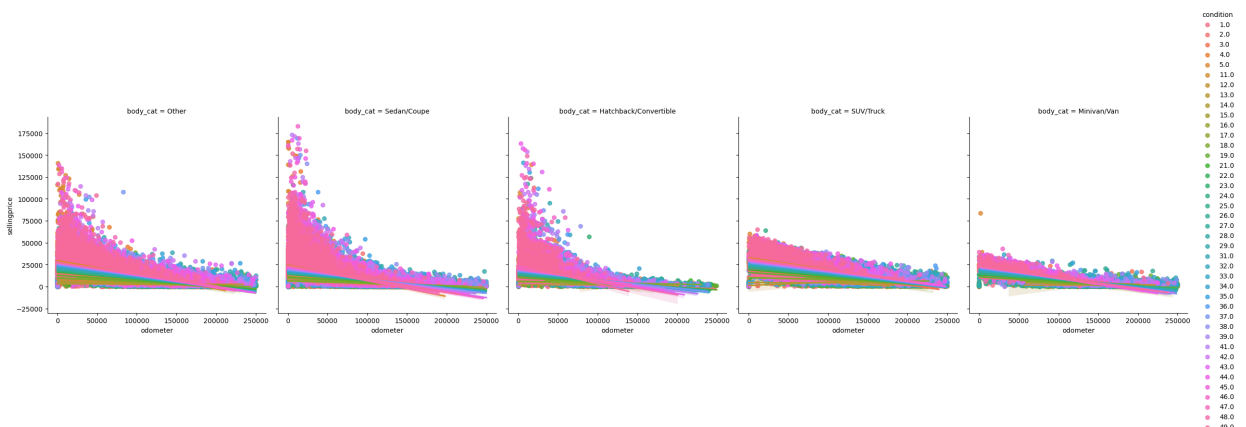 condition
1.0
2.0
3.0
4.0
5.0
11.0
12.0
13.0
14.0
15.0
16.0
17.0
18.0
19.0
21.0
22.0
23.0
24.0
25.0
26.0
27.0
28.0
29.0
31.0
32.0
33.0
34.0
35.0
36.0
37.0
38.0
39.0
41.0
42.0
43.0
44.0
45.0
46.0
47.0
48.0
body_cat = Other
body_cat = Sedan/Coupe
body_cat = Hatchback/Convertible
body_cat = SUV/Truck
body_cat = Minivan/Van
sellingprice
175000
150000
125000
100000
75000
50000
25000
0
−25000
0 50000 100000 150000 200000 250000
0 50000 100000 150000 200000 250000
0 50000 100000 150000 200000 250000
0 50000 100000 150000 200000 250000
0 50000 100000 150000 200000 250000
odometer
odometer
odometer
odometer
odometer